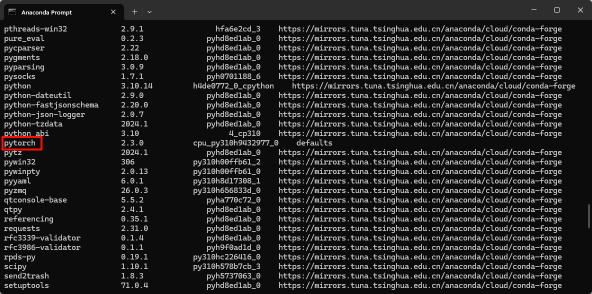 Anaconda Prompt
pthreads-win32 2.9.1 hfa6e2cd_3 https://mirrors.tuna.tsinghua.edu.cn/anaconda/cloud/conda-forge
pure_eval 0.2.3 pyhd8ed1ab_0 https://mirrors.tuna.tsinghua.edu.cn/anaconda/cloud/conda-forge
pycparser 2.22 pyhd8ed1ab_0 https://mirrors.tuna.tsinghua.edu.cn/anaconda/cloud/conda-forge
pygments 2.18.0 pyhd8ed1ab_0 https://mirrors.tuna.tsinghua.edu.cn/anaconda/cloud/conda-forge
pyparsing 3.0.9 pyhd8ed1ab_0 https://mirrors.tuna.tsinghua.edu.cn/anaconda/cloud/conda-forge
pysocks 1.7.1 pyh0701188_6 https://mirrors.tuna.tsinghua.edu.cn/anaconda/cloud/conda-forge
python 3.10.14 h4de0772_0_cpython https://mirrors.tuna.tsinghua.edu.cn/anaconda/cloud/conda-forge
python-dateutil 2.9.0 pyhd8ed1ab_0 https://mirrors.tuna.tsinghua.edu.cn/anaconda/cloud/conda-forge
python-fastjsonschema 2.20.0 pyhd8ed1ab_0 https://mirrors.tuna.tsinghua.edu.cn/anaconda/cloud/conda-forge
python-json-logger 2.0.7 pyhd8ed1ab_0 https://mirrors.tuna.tsinghua.edu.cn/anaconda/cloud/conda-forge
python-tzdata 2024.1 pyhd8ed1ab_0 https://mirrors.tuna.tsinghua.edu.cn/anaconda/cloud/conda-forge
python_abi 3.10 4_cp310 https://mirrors.tuna.tsinghua.edu.cn/anaconda/cloud/conda-forge
pytorch 2.3.0 cpu_py310h9432977_0 defaults
pytz 2024.1 pyhd8ed1ab_0 https://mirrors.tuna.tsinghua.edu.cn/anaconda/cloud/conda-forge
pywin32 306 py310h00ffb61_2 https://mirrors.tuna.tsinghua.edu.cn/anaconda/cloud/conda-forge
pywinpty 2.0.13 py310h00ffb61_0 https://mirrors.tuna.tsinghua.edu.cn/anaconda/cloud/conda-forge
pyyaml 6.0.1 py310h8d17308_1 https://mirrors.tuna.tsinghua.edu.cn/anaconda/cloud/conda-forge
pyzmq 26.0.3 py310h656833d_0 https://mirrors.tuna.tsinghua.edu.cn/anaconda/cloud/conda-forge
qtconsole-base 5.5.2 pyha770c72_0 https://mirrors.tuna.tsinghua.edu.cn/anaconda/cloud/conda-forge
qtpy 2.4.1 pyhd8ed1ab_0 https://mirrors.tuna.tsinghua.edu.cn/anaconda/cloud/conda-forge
referencing 0.35.1 pyhd8ed1ab_0 https://mirrors.tuna.tsinghua.edu.cn/anaconda/cloud/conda-forge
requests 2.31.0 pyhd8ed1ab_0 https://mirrors.tuna.tsinghua.edu.cn/anaconda/cloud/conda-forge
rfc3339-validator 0.1.4 pyhd8ed1ab_0 https://mirrors.tuna.tsinghua.edu.cn/anaconda/cloud/conda-forge
rfc3986-validator 0.1.1 pyh9f0ad1d_0 https://mirrors.tuna.tsinghua.edu.cn/anaconda/cloud/conda-forge
rpds-py 0.19.1 py310hc226416_0 https://mirrors.tuna.tsinghua.edu.cn/anaconda/cloud/conda-forge
scipy 1.10.1 py310h578b7cb_3 https://mirrors.tuna.tsinghua.edu.cn/anaconda/cloud/conda-forge
send2trash 1.8.3 pyh5737063_0 https://mirrors.tuna.tsinghua.edu.cn/anaconda/cloud/conda-forge
setuptools 71.0.4 pyhd8ed1ab_0 https://mirrors.tuna.tsinghua.edu.cn/anaconda/cloud/conda-forge